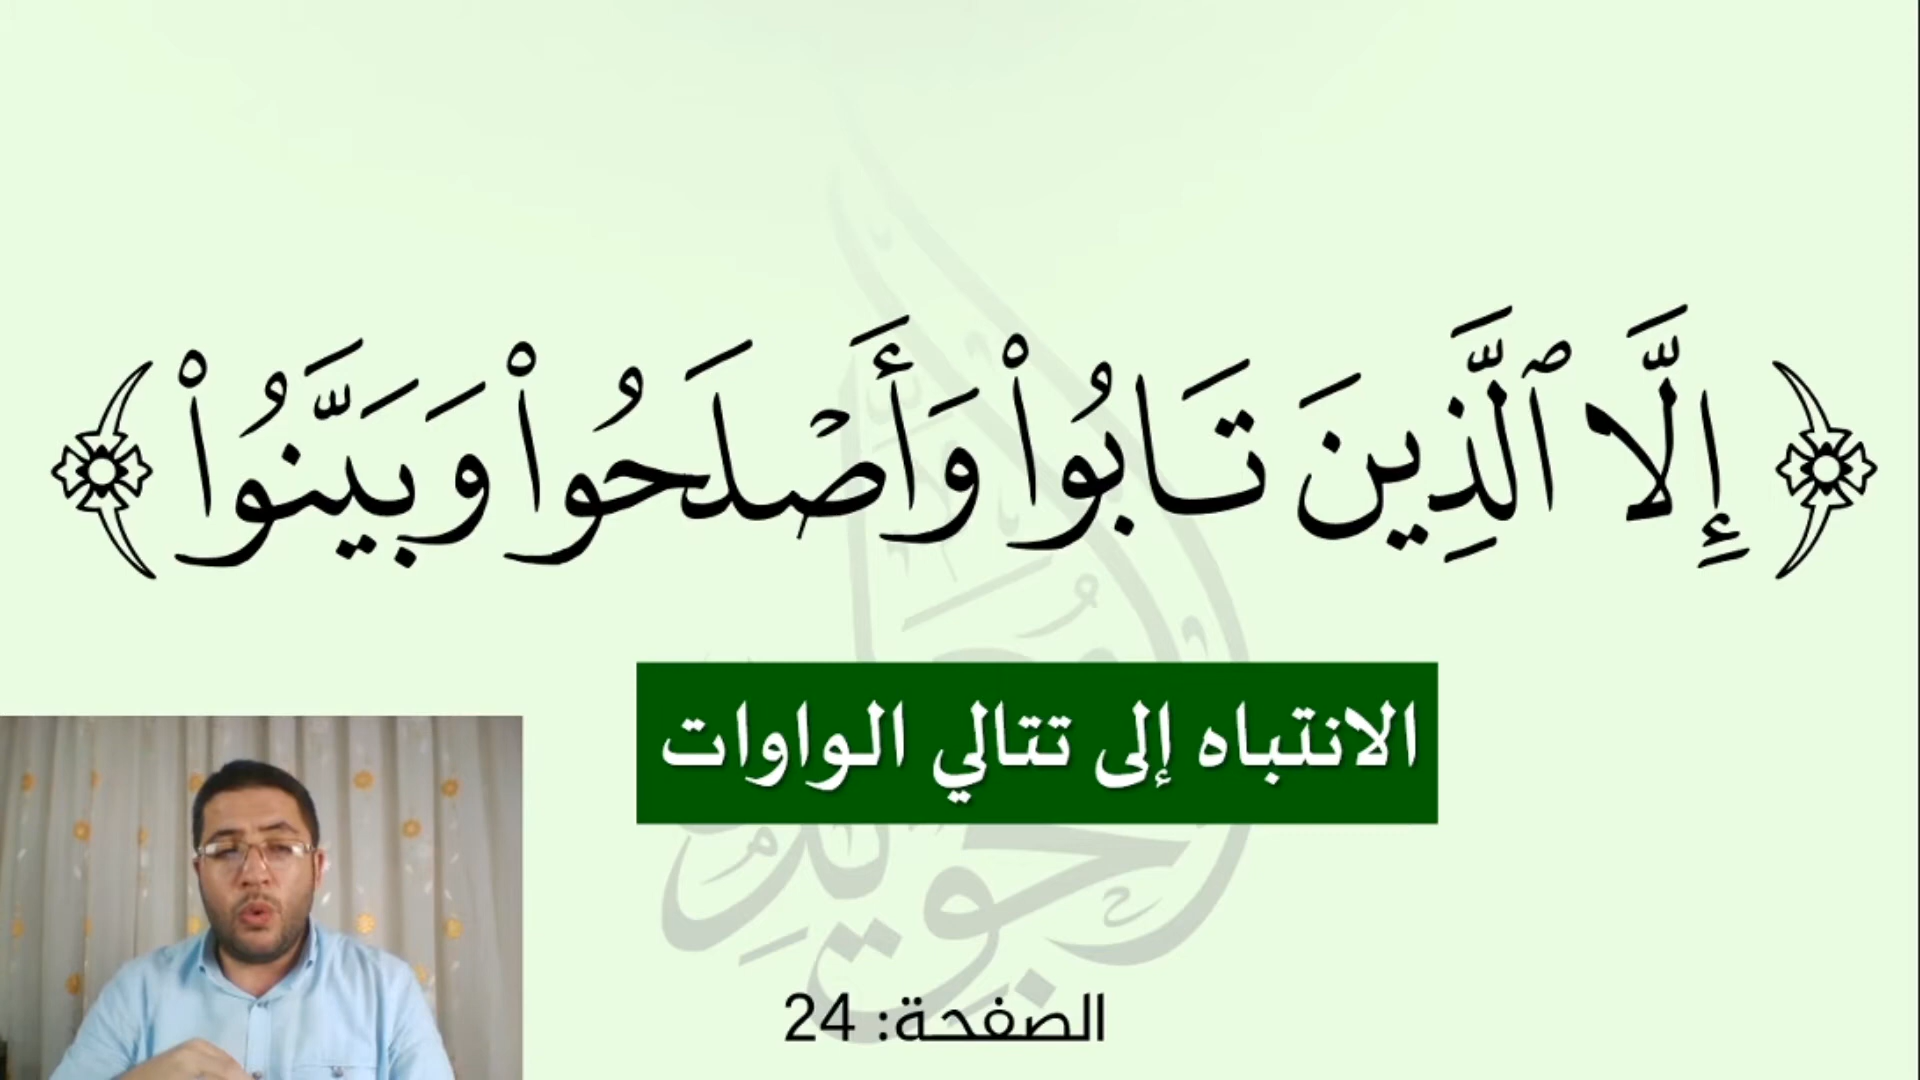 ﴿ إِلَّا ٱلَّذِينَ تَابُوا۟ وَأَصْلَحُوا۟ وَبَيَّنُوا۟ ﴾
الانتباه إلى تتالي الواوات
الصفحة: 24